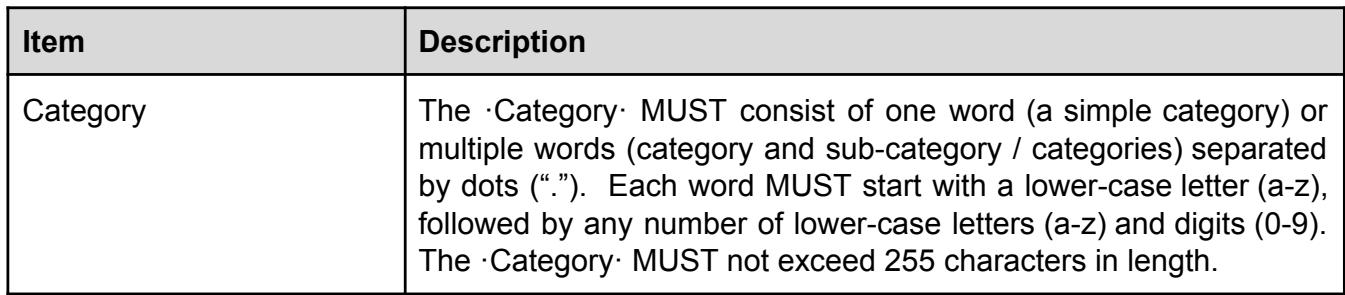 Item Description
Category The ·Category· MUST consist of one word (a simple category) or
multiple words (category and sub-category / categories) separated
by dots (“.”).  Each word MUST start with a lower-case letter (a-z),
followed by any number of lower-case letters (a-z) and digits (0-9).
The ·Category· MUST not exceed 255 characters in length.